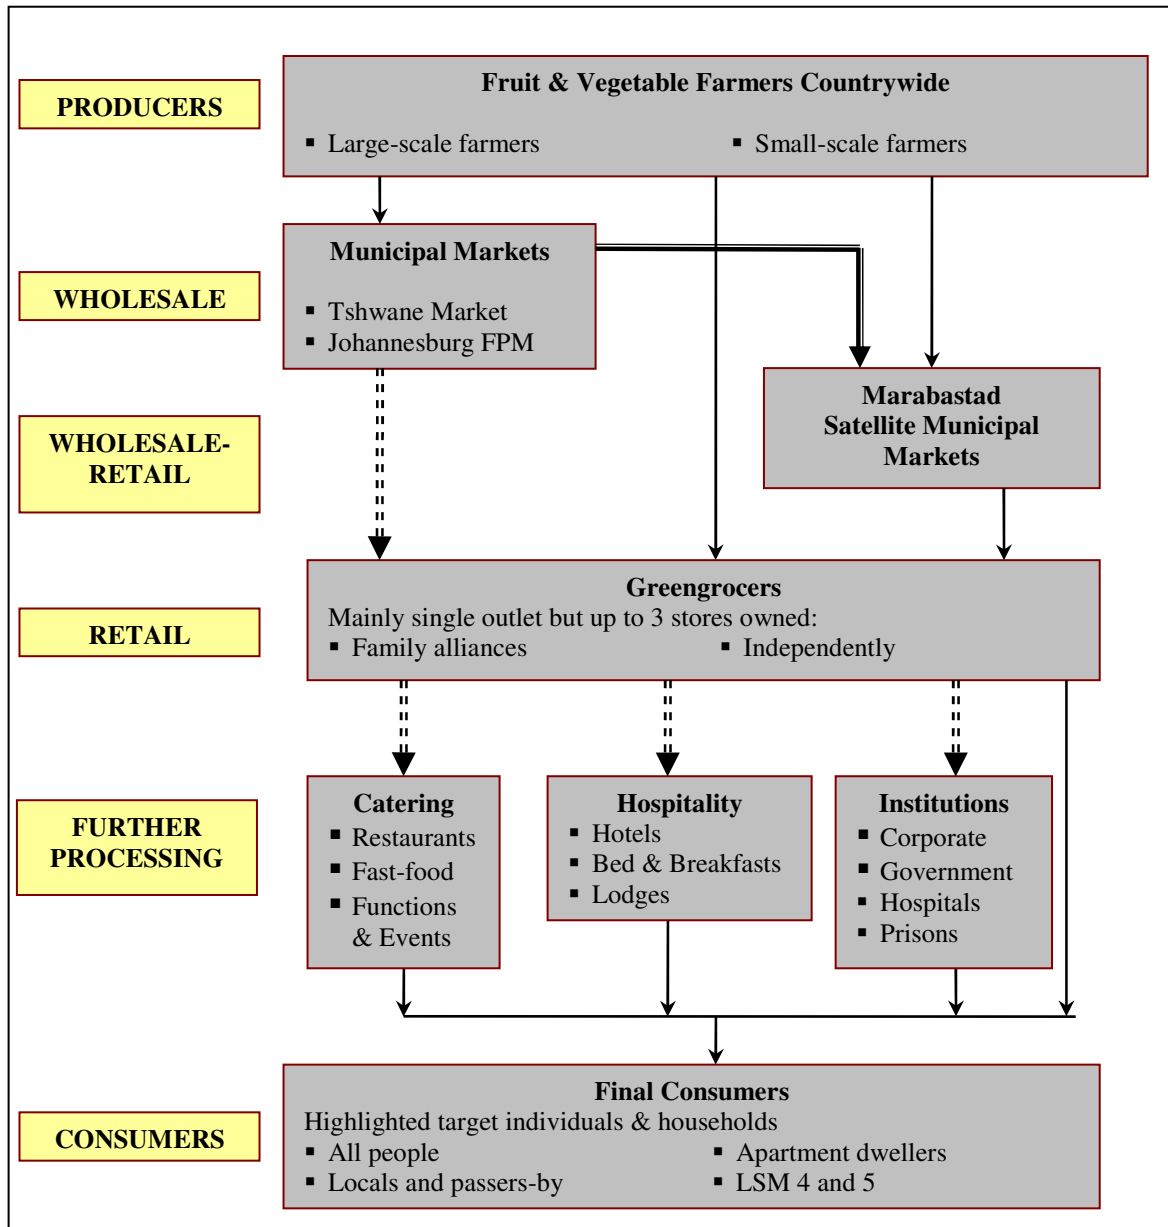 PRODUCERS
Fruit & Vegetable Farmers Countrywide
▪ Large-scale farmers
▪ Small-scale farmers
WHOLESALE
Municipal Markets
▪ Tshwane Market
▪ Johannesburg FPM
WHOLESALE-
RETAIL
Marabastad
Satellite Municipal
Markets
RETAIL
Greengrocers
Mainly single outlet but up to 3 stores owned:
▪ Family alliances
▪ Independently
FURTHER
PROCESSING
Catering
▪ Restaurants
▪ Fast-food
▪ Functions
& Events
Hospitality
▪ Hotels
▪ Bed & Breakfasts
▪ Lodges
Institutions
▪ Corporate
▪ Government
▪ Hospitals
▪ Prisons
CONSUMERS
Final Consumers
Highlighted target individuals & households
▪ All people
▪ Apartment dwellers
▪ Locals and passers-by
▪ LSM 4 and 5